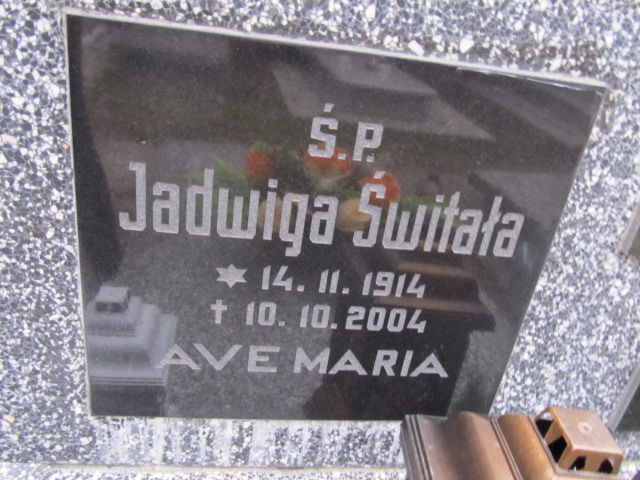 Ś.P.
Jadwiga Świtała
✶ 14. 11. 1914
† 10. 10. 2004
AVE MARIA